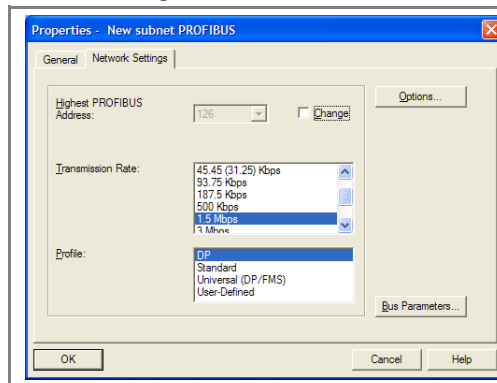 Properties - New subnet PROFIBUS
General Network Settings
Highest PROFIBUS
Address:
126
Change
Options...
Transmission Rate:
45.45 (31.25) Kbps
93.75 Kbps
187.5 Kbps
500 Kbps
1.5 Mbps
3 Mbps
Profile:
DP
Standard
Universal (DP/FMS)
User-Defined
Bus Parameters...
OK Cancel Help